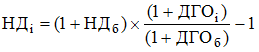 НДᵢ = (1 + НДб) × (1 + ДГОᵢ) / (1 + ДГОб) − 1